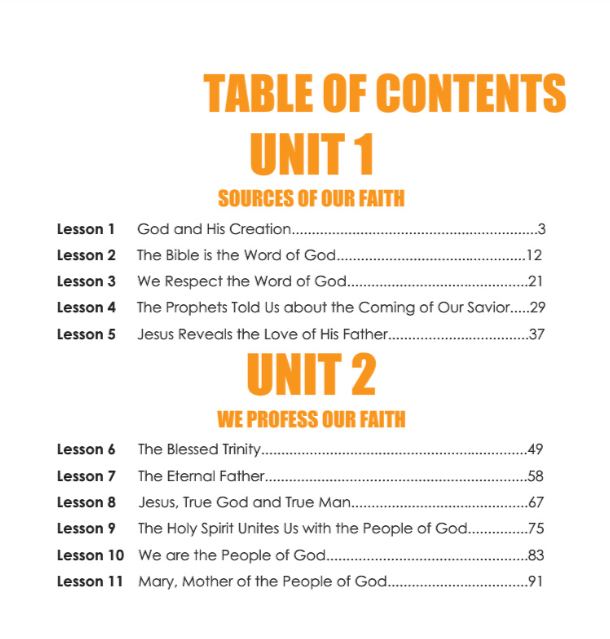 TABLE OF CONTENTS
UNIT 1
SOURCES OF OUR FAITH
Lesson 1 God and His Creation............................................................3
Lesson 2 The Bible is the Word of God..............................................12
Lesson 3 We Respect the Word of God............................................21
Lesson 4 The Prophets Told Us about the Coming of Our Savior.....29
Lesson 5 Jesus Reveals the Love of His Father..................................37
UNIT 2
WE PROFESS OUR FAITH
Lesson 6 The Blessed Trinity.................................................................49
Lesson 7 The Eternal Father................................................................58
Lesson 8 Jesus, True God and True Man...........................................67
Lesson 9 The Holy Spirit Unites Us with the People of God...............75
Lesson 10 We are the People of God.................................................83
Lesson 11 Mary, Mother of the People of God..................................91